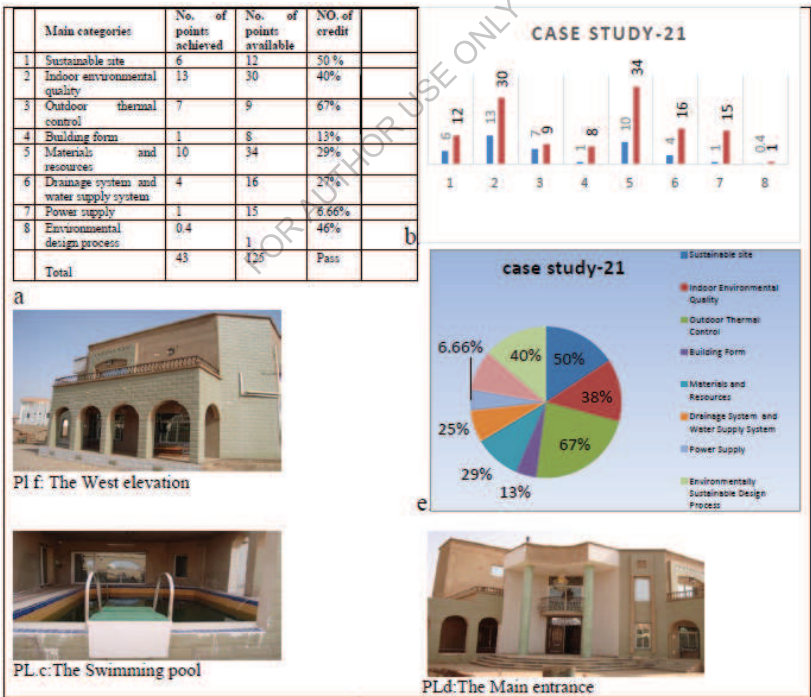 Main categories
No. of points achieved
No. of points available
NO. of credit
1 Sustainable site 6 12 50 %
2 Indoor environmental quality 13 30 40%
3 Outdoor thermal control 7 9 67%
4 Building form 1 8 13%
5 Materials and resources 10 34 29%
6 Drainage system and water supply system 4 16 27%
7 Power supply 1 15 6.66%
8 Environmental design process 0.4 1 46%
Total 43 125 Pass
a
FOR AUTHOR USE ONLY
CASE STUDY-21
6 12
13 30
7 9
1 8
10 34
4 16
1 15
0.4 1
1 2 3 4 5 6 7 8
b
case study-21
50%
38%
67%
13%
29%
25%
6.66%
40%
Sustainable site
Indoor Environmental
Quality
Outdoor Thermal
Control
Building Form
Materials and
Resources
Drainage System and
Water Supply System
Power Supply
Environmentally
Sustainable Design
Process
e
Pl f: The West elevation
PL.c:The Swimming pool
PLd:The Main entrance